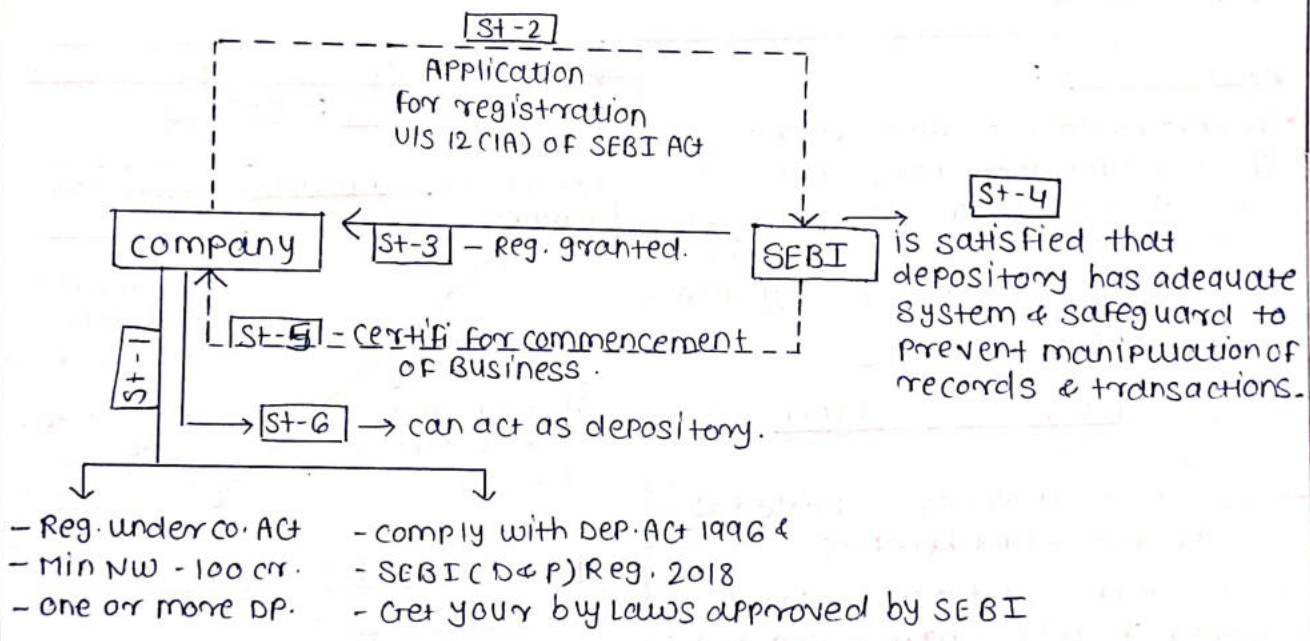 St-2
Application
for registration
U/S 12 (1A) OF SEBI Act
company
St-3 - Reg. granted.
SEBI
St-4
is satisfied that
depository has adequate
system & safeguard to
prevent manipulation of
records & transactions.
St-5 - certifi for commencement
OF Business.
St-1
St-6 → can act as depository.
- Reg. under co. Act
- Min NW - 100 cr.
- one or more DP.
- comply with Dep. Act 1996 &
- SEBI (D&P) Reg. 2018
- Get your by Laws approved by SEBI